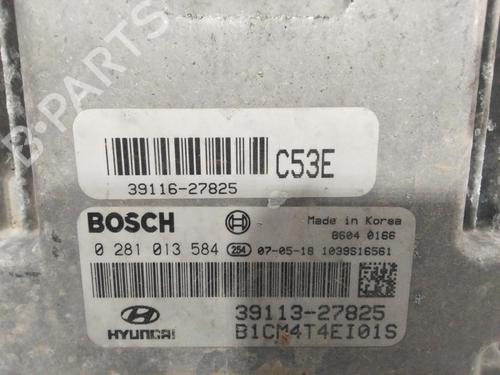 B-PARTS
C53E
39116-27825
BOSCH
Made in Korea
8604 0166
0 281 013 584 254 07-05-18 1039S16561
39113-27825
HYUNDAI B1CM4T4EI01S